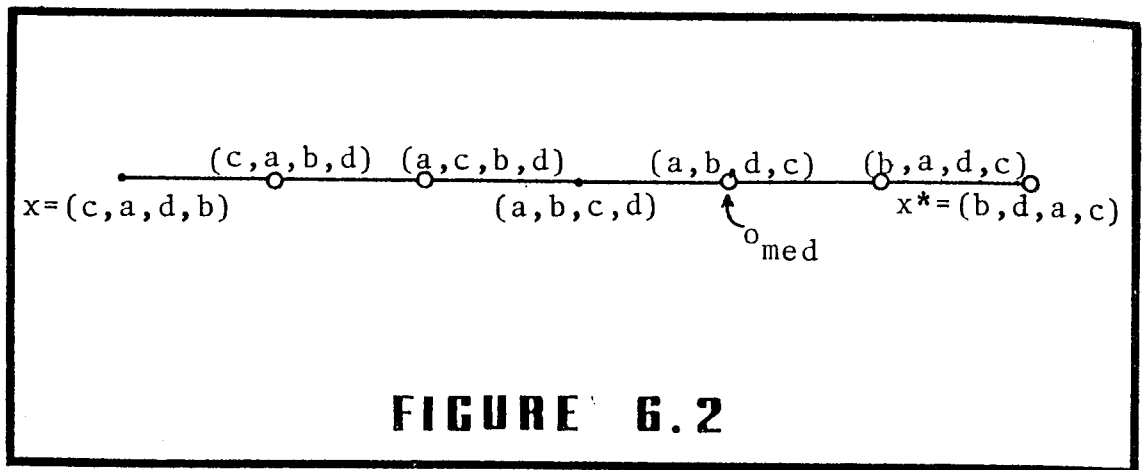 (c,a,b,d) (a,c,b,d) (a,b,d,c) (b,a,d,c)
x=(c,a,d,b) (a,b,c,d) x*=(b,d,a,c)
o_med
FIGURE 6.2